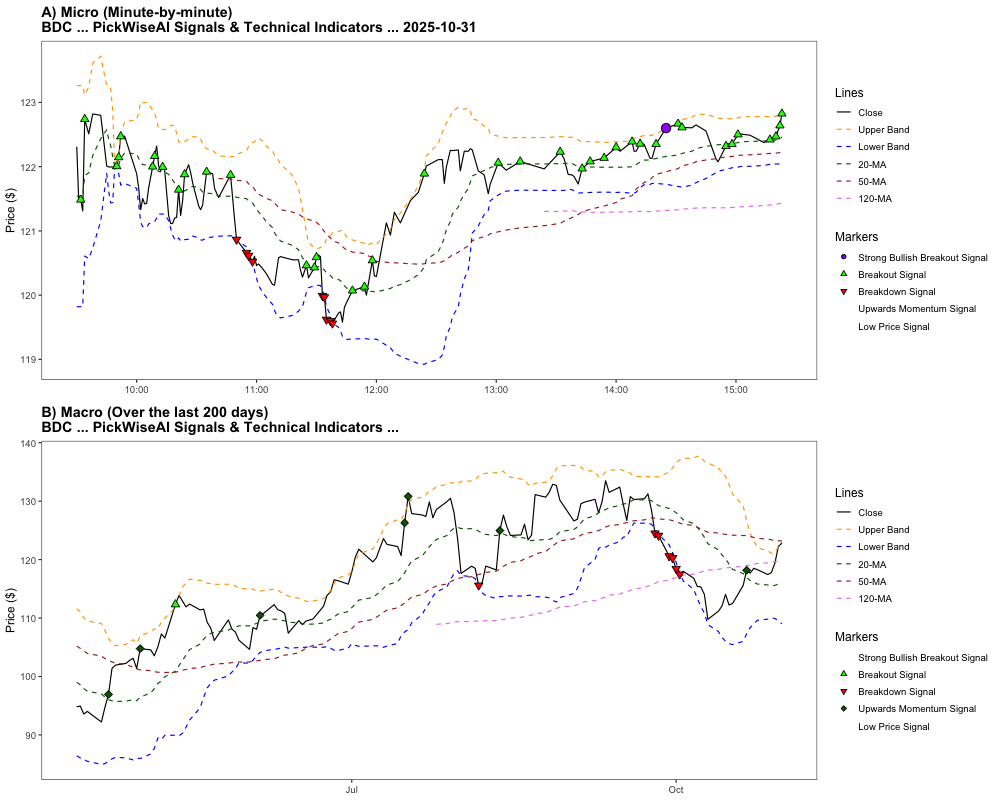 A) Micro (Minute-by-minute)
BDC ... PickWiseAI Signals & Technical Indicators ... 2025-10-31
Price ($)
123
122
121
120
119
10:00
11:00
12:00
13:00
14:00
15:00
Lines
Close
Upper Band
Lower Band
20-MA
50-MA
120-MA
Markers
Strong Bullish Breakout Signal
Breakout Signal
Breakdown Signal
Upwards Momentum Signal
Low Price Signal
B) Macro (Over the last 200 days)
BDC ... PickWiseAI Signals & Technical Indicators ...
Price ($)
140
130
120
110
100
90
Jul
Oct
Lines
Close
Upper Band
Lower Band
20-MA
50-MA
120-MA
Markers
Strong Bullish Breakout Signal
Breakout Signal
Breakdown Signal
Upwards Momentum Signal
Low Price Signal